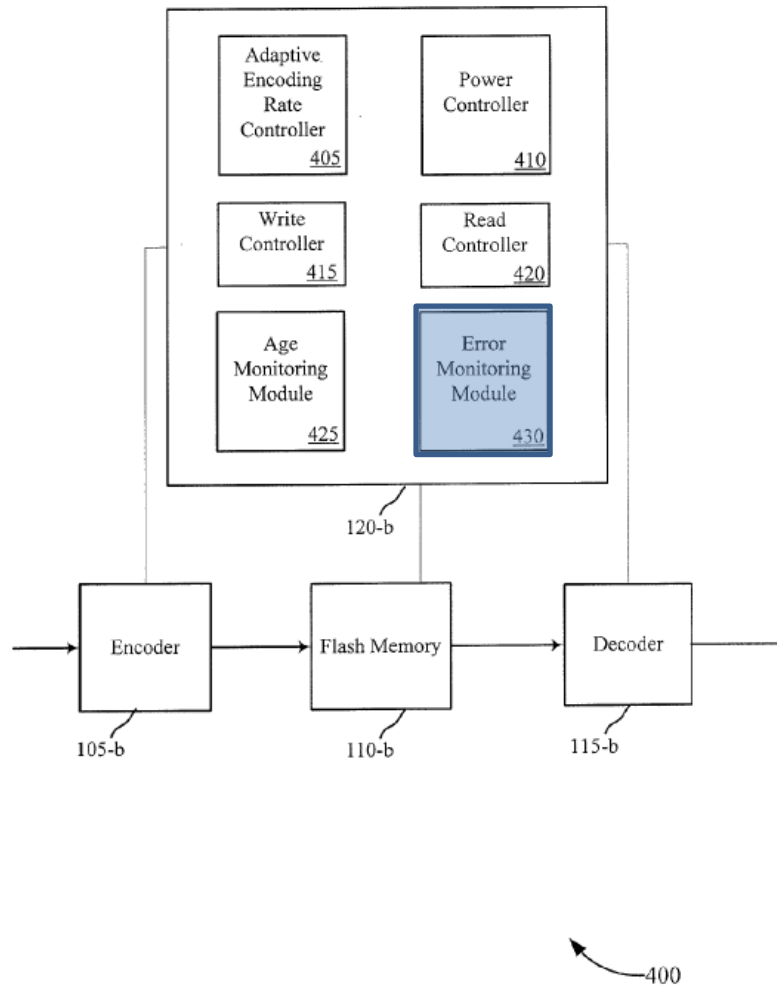 Adaptive
Encoding
Rate
Controller
405
Power
Controller
410
Write
Controller
415
Read
Controller
420
Age
Monitoring
Module
425
Error
Monitoring
Module
430
120-b
Encoder
Flash Memory
Decoder
105-b
110-b
115-b
400